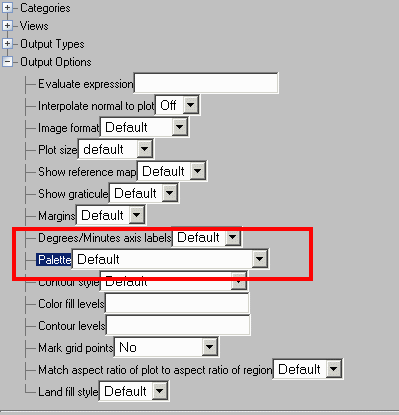 Categories
Views
Output Types
Output Options
Evaluate expression
Interpolate normal to plot Off
Image format Default
Plot size default
Show reference map Default
Show graticule Default
Margins Default
Degrees/Minutes axis labels Default
Palette Default
Contour style Default
Color fill levels
Contour levels
Mark grid points No
Match aspect ratio of plot to aspect ratio of region Default
Land fill style Default